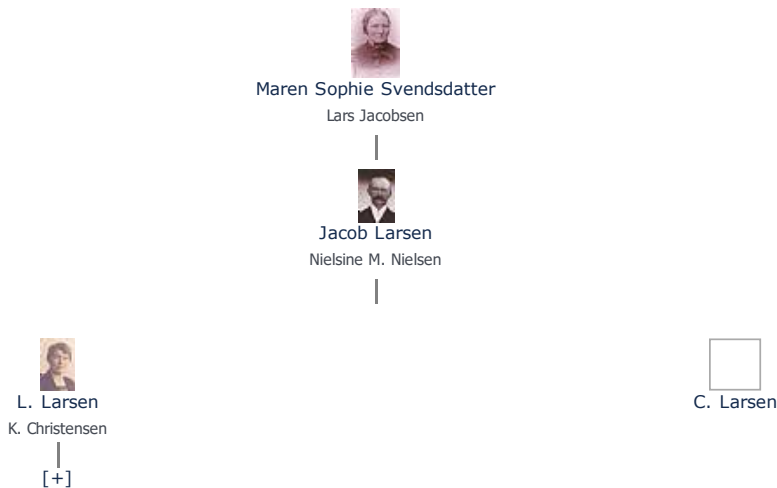 Maren Sophie Svendsdatter
Lars Jacobsen
Jacob Larsen
Nielsine M. Nielsen
L. Larsen
C. Larsen
K. Christensen
[+]